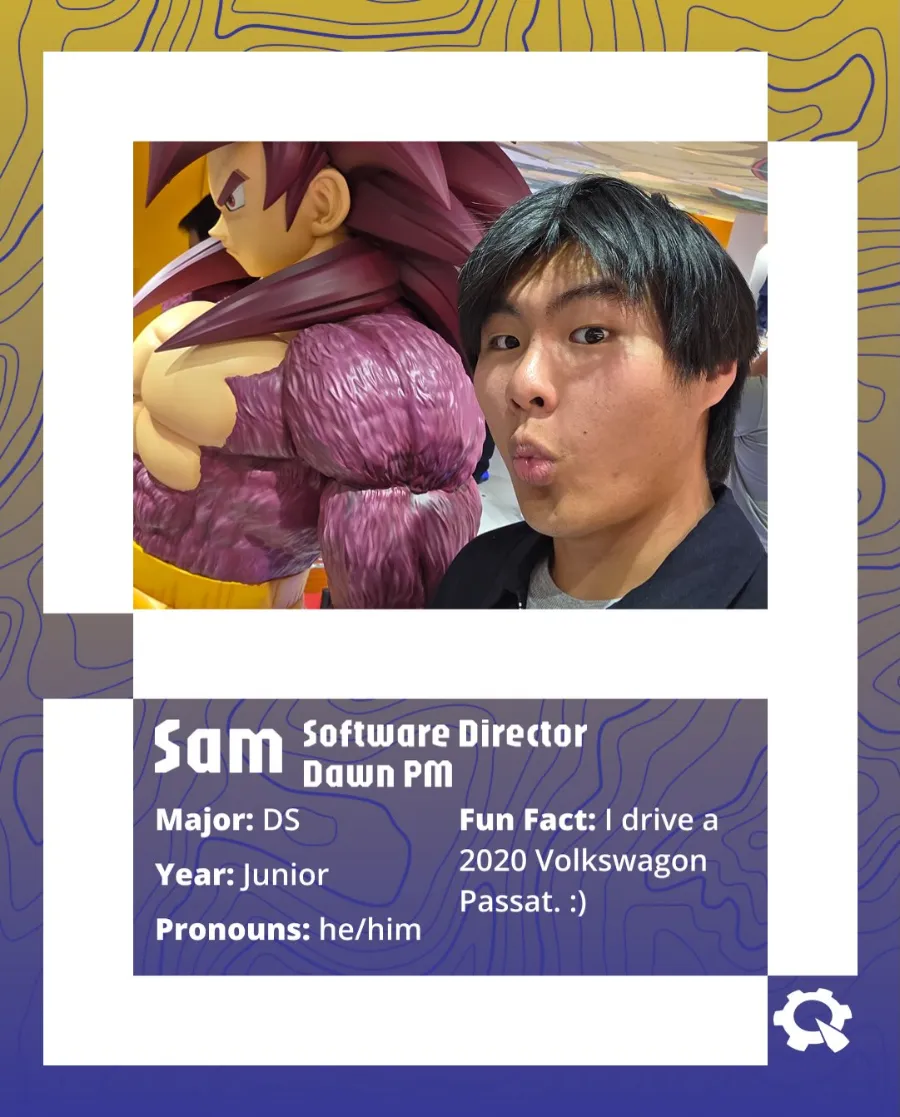 Sam
Software Director
Dawn PM
Major: DS
Year: Junior
Pronouns: he/him
Fun Fact: I drive a
2020 Volkswagon
Passat. :)